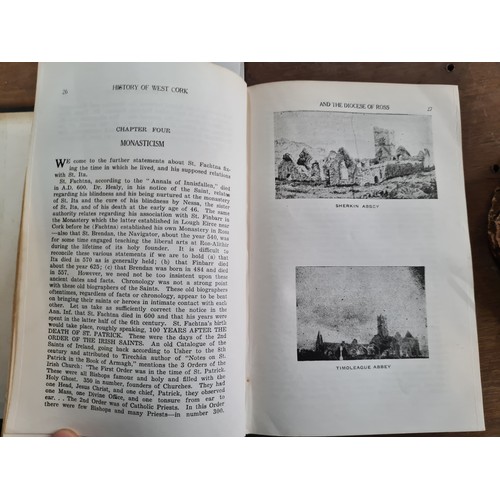 26
HISTORY OF WEST CORK
CHAPTER FOUR
MONASTICISM
WE come to the further statements about St. Fachtna fixing
the time in which he lived, and his supposed relations
with St. Ita.
St. Fachtna, according to the "Annals of Innisfallen," died
in A.D. 600. Dr. Healy, in his notice of the Saint, relates
regarding his blindness and his being nurtured at the monastery
of St. Ita and the cure of his blindness by Nessa, the sister
of St. Ita, and of his death at the early age of 46. The same
authority relates regarding his association with St. Finbarr in
the Monastery which the latter established in Lough Eirce near
Cork before he (Fachtna) established his own Monastery in Ross
—also that St. Brendan, the Navigator, about the year 540, was
for some time engaged teaching the liberal arts at Ros-Alithir
during the lifetime of its holy founder. It is difficult to
reconcile these various statements if we are to hold (a) that
Ita died in 570 as is generally held; (b) that Finbarr died
about the year 625; (c) that Brendan was born in 484 and died
in 557. However, we need not be too insistent upon these
ancient dates and facts. Chronology was not a strong point
with these old biographers of the Saints. These old biographers
oftentimes, regardless of facts or chronology, appear to be bent
on bringing their saints or heroes in intimate contact with each
other. Let us take as sufficiently correct the notice in the
Ann. Inf. that St Fachtna died in 600 and that his years were
spent in the latter half of the 6th century. St. Fachtna's birth
would take place, roughly speaking, 100 YEARS AFTER THE
DEATH OF ST. PATRICK. These were the days of the 2ND
ORDER OF THE IRISH SAINTS. An old Catalogue of the
Saints of Ireland, going back according to Ussher to the 8th
century and attributed to Tirechán author of "Notes on St.
Patrick in the Book of Armagh," mentions the 3 Orders of the
Irish Church: "The First Order was in the time of St. Patrick.
These were all Bishops famous and holy and filled with the
Holy Ghost. 350 in number, founders of Churches. They had
one Head, Jesus Christ, and one chief, Patrick, they observed
one Mass, one Divine Office, and one tonsure from ear to
ear. . . The 2nd Order was of Catholic Priests. In this Order
there were few Bishops and many Priests—in number 300.
AND THE DIOCESE OF ROSS
27
SHERKIN ABBEY
TIMOLEAGUE ABBEY